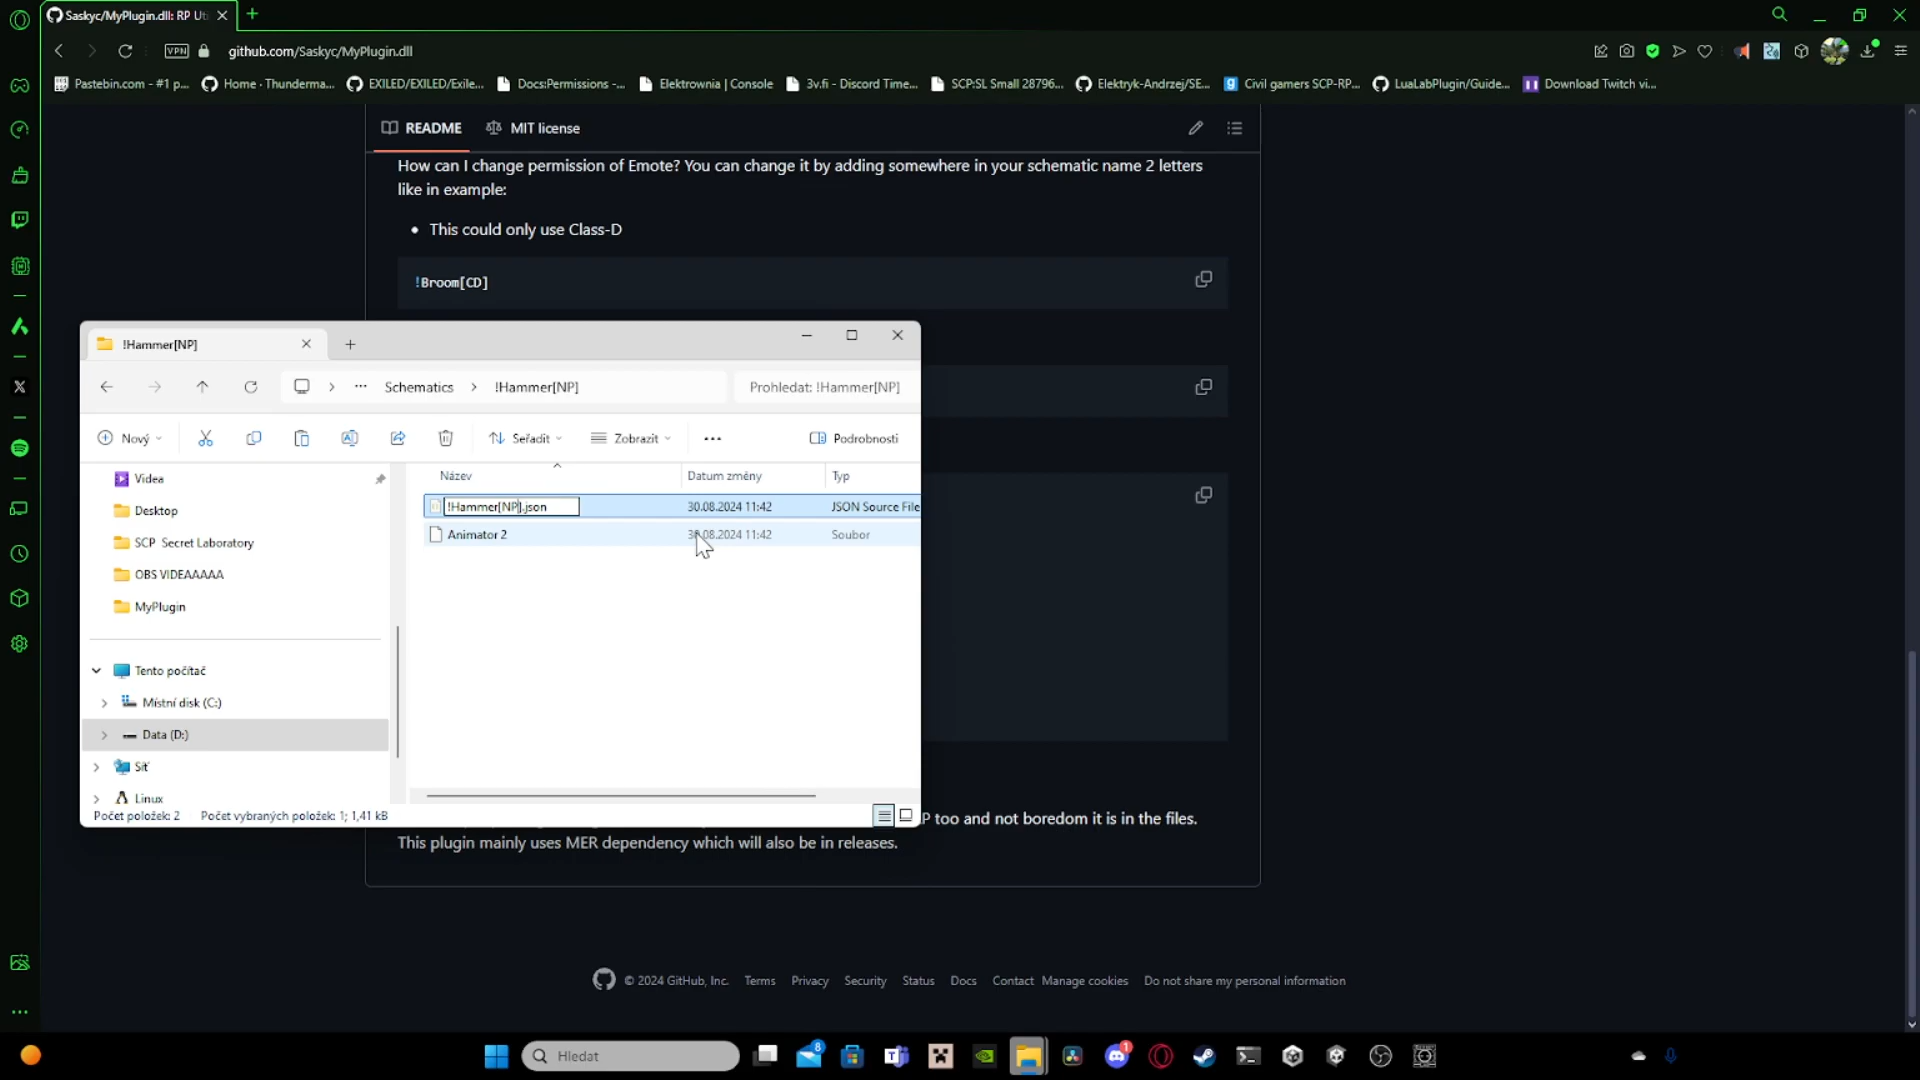 Saskyc/MyPlugin.dll: RP Ut
github.com/Saskyc/MyPlugin.dll
VPN
Pastebin.com - #1 p...
Home · Thunderma...
EXILED/EXILED/Exile...
Docs:Permissions -...
Elektrownia | Console
3v.fi - Discord Time...
SCP:SL Small 28796...
Elektryk-Andrzej/SE...
Civil gamers SCP-RP...
LuaLabPlugin/Guide...
Download Twitch vi...
README
MIT license
How can I change permission of Emote? You can change it by adding somewhere in your schematic name 2 letters
like in example:
This could only use Class-D
!Broom[CD]
!Hammer[NP]
Schematics
!Hammer[NP]
Prohledat: !Hammer[NP]
Nový
Seřadit
Zobrazit
Podrobnosti
Videa
Desktop
SCP Secret Laboratory
OBS VIDEAAAAA
MyPlugin
Tento počítač
Místní disk (C:)
Data (D:)
Síť
Linux
Název
Datum změny
Typ
!Hammer[NP].json
30.08.2024 11:42
JSON Source File
Animator 2
30.08.2024 11:42
Soubor
Počet položek: 2
Počet vybraných položek: 1; 1,41 kB
P too and not boredom it is in the files.
This plugin mainly uses MER dependency which will also be in releases.
© 2024 GitHub, Inc.
Terms
Privacy
Security
Status
Docs
Contact
Manage cookies
Do not share my personal information
Hledat
8
1